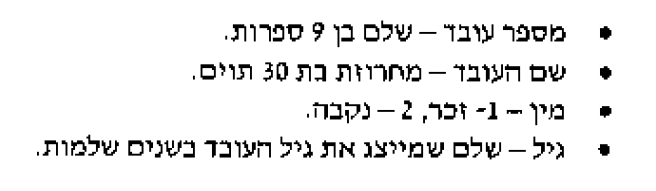 • מספר עובד – שלם בן 9 ספרות.
• שם העובד – מחרוזת בת 30 תוים.
• מין – 1- זכר, 2 – נקבה.
• גיל – שלם שמייצג את גיל העובד בשנים שלמות.